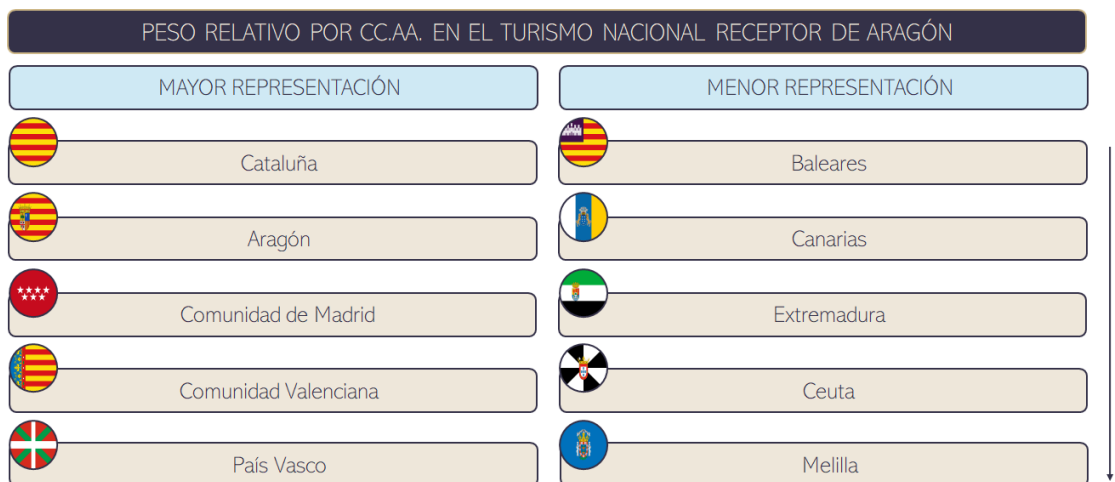 PESO RELATIVO POR CC.AA. EN EL TURISMO NACIONAL RECEPTOR DE ARAGÓN
MAYOR REPRESENTACIÓN
Cataluña
Aragón
Comunidad de Madrid
Comunidad Valenciana
País Vasco
MENOR REPRESENTACIÓN
Baleares
Canarias
Extremadura
Ceuta
Melilla